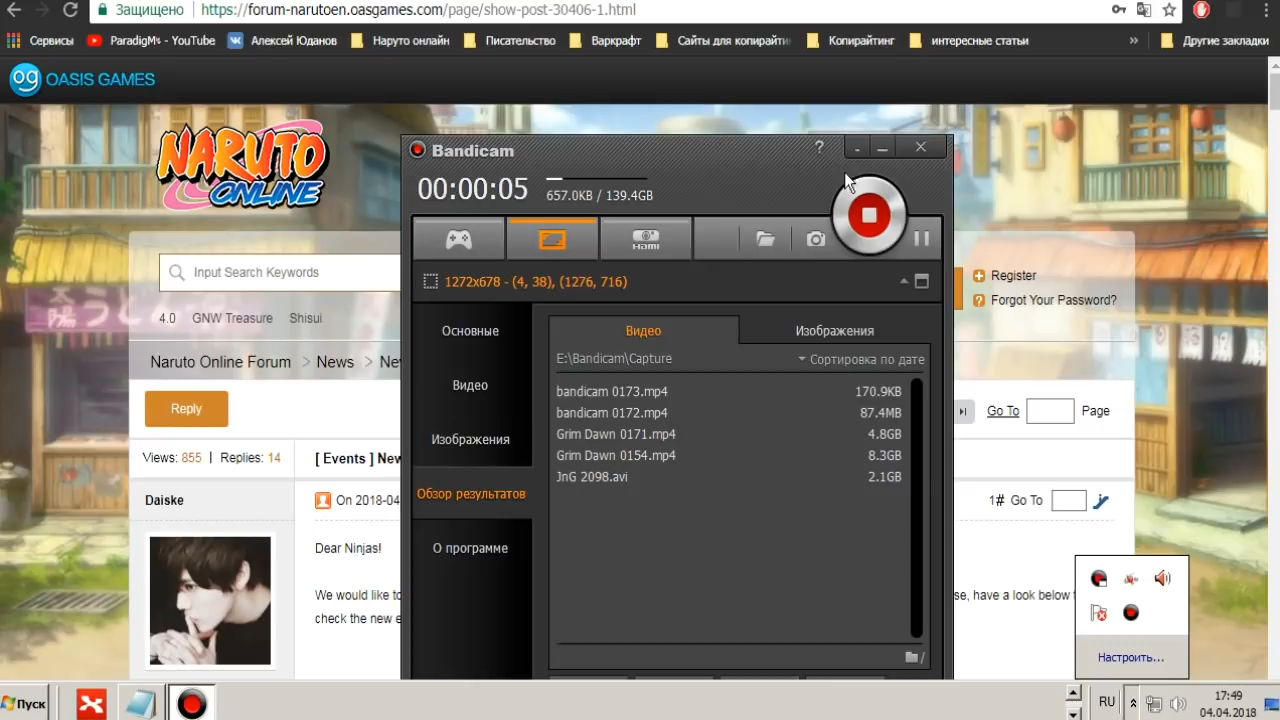 Защищено | https://forum-narutoen.oasgames.com/page/show-post-30406-1.html
Сервисы ParadigMs - YouTube Алексей Юданов Наруто онлайн Писательство Варкрафт Сайты для копирайти Копирайтинг интересные статьи » Другие закладки
og OASIS GAMES
NARUTO
ONLINE
Bandicam ?
00:00:05 657.0KB / 139.4GB
HDMI
Input Search Keywords
4.0 GNW Treasure Shisui
Register
Forgot Your Password?
1272x678 - (4, 38), (1276, 716)
Naruto Online Forum > News > Nev
Reply
Go To Page
Основные
Видео
Изображения
Обзор результатов
О программе
Видео Изображения
E:\Bandicam\Capture Сортировка по дате
bandicam 0173.mp4 170.9KB
bandicam 0172.mp4 87.4MB
Grim Dawn 0171.mp4 4.8GB
Grim Dawn 0154.mp4 8.3GB
JnG 2098.avi 2.1GB
Views: 855 | Replies: 14
[ Events ] New
Daiske
On 2018-04
1# Go To
Dear Ninjas!
We would like to
se, have a look below t
check the new e
Настроить...
Пуск
RU
17:49
04.04.2018